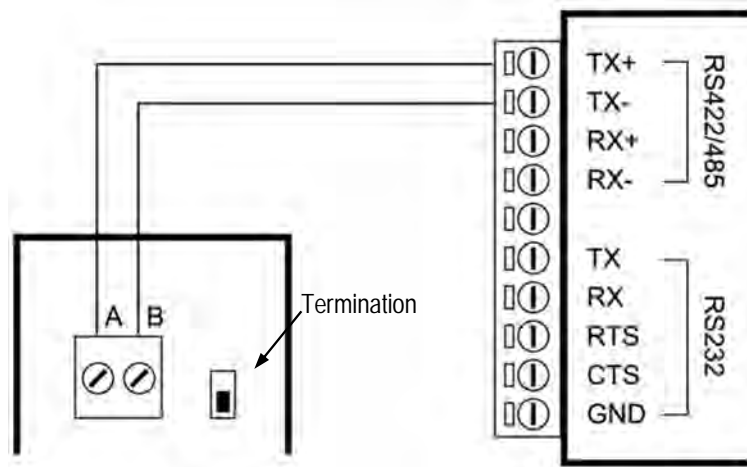 TX+
TX-
RX+
RX-
RS422/485
TX
RX
RTS
CTS
GND
RS232
A B
Termination